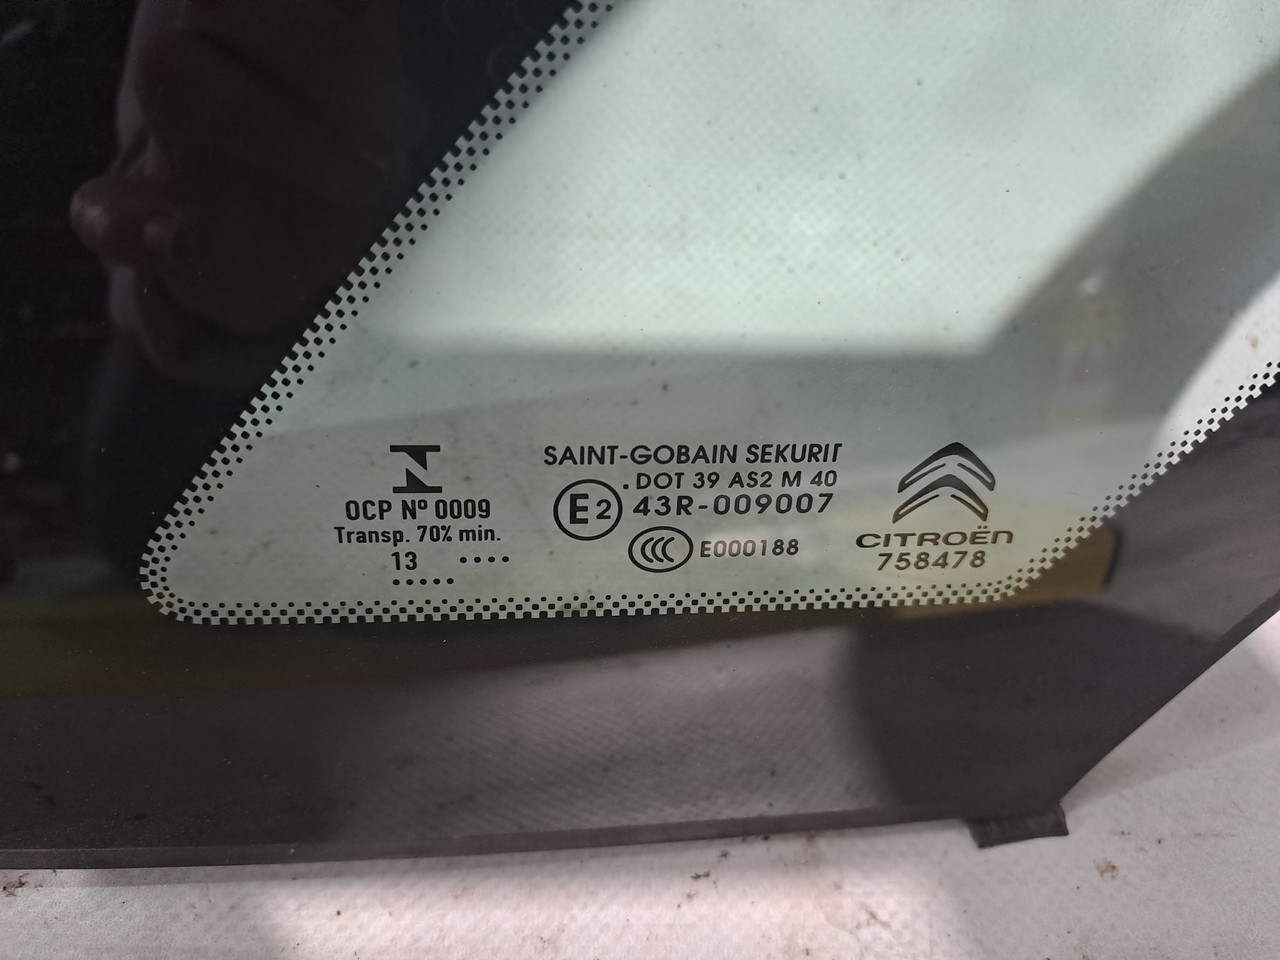 OCP Nº 0009
Transp. 70% min.
13 ....
.....
SAINT-GOBAIN SEKURIT
.DOT 39 AS2 M 40
E2 43R-009007
CCC E000188
CITROËN
758478